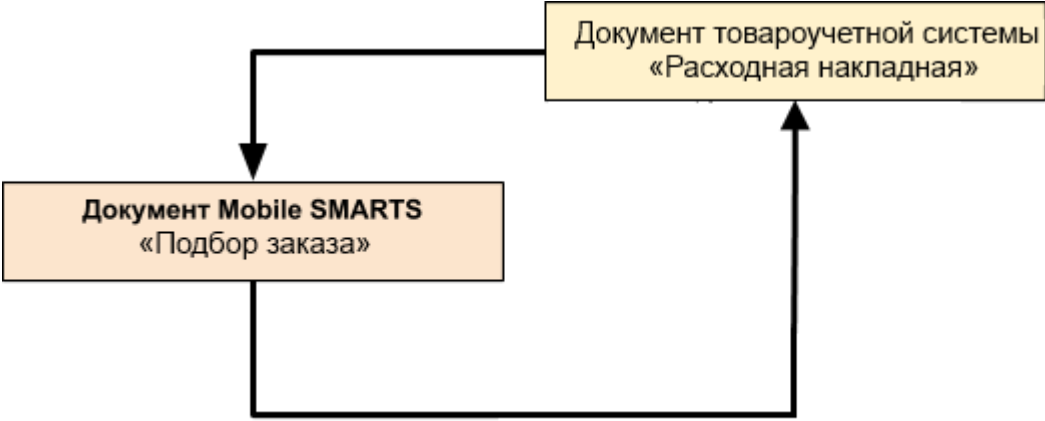 Документ товароучетной системы
«Расходная накладная»
Документ Mobile SMARTS
«Подбор заказа»